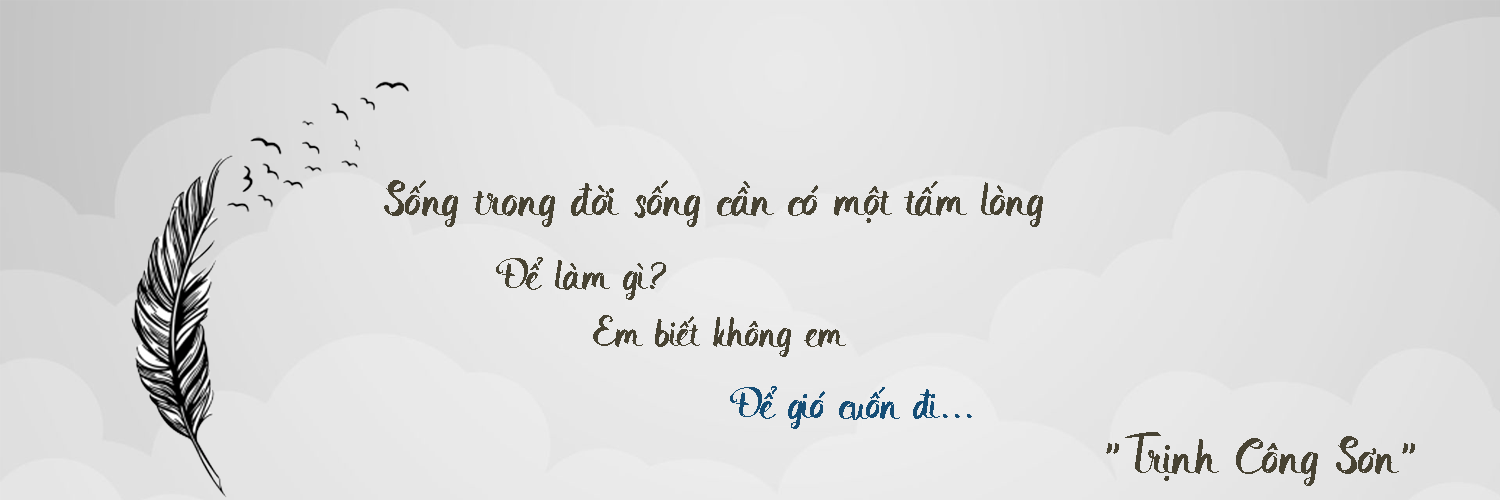 Sống trong đời sống cần có một tấm lòng
Để làm gì?
Em biết không em
Để gió cuốn đi...
"Trịnh Công Sơn"